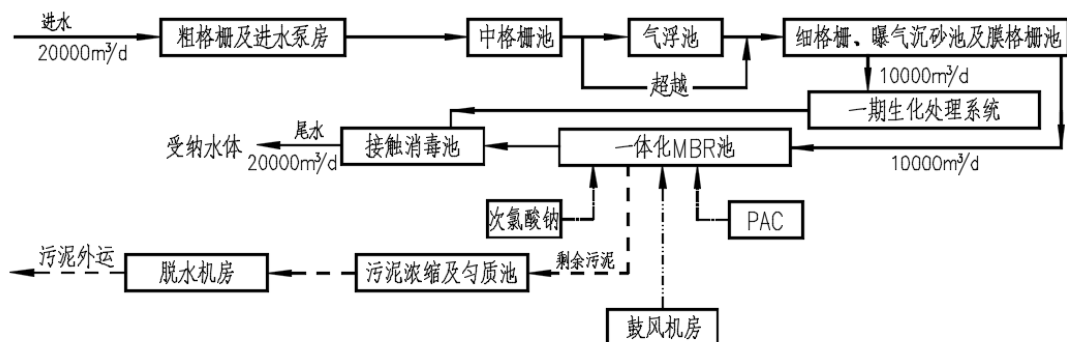 进水
20000m³/d
粗格栅及进水泵房
中格栅池
气浮池
超越
细格栅、曝气沉砂池及膜格栅池
10000m³/d
一期生化处理系统
受纳水体
尾水
20000m³/d
接触消毒池
一体化MBR池
10000m³/d
次氯酸钠
PAC
污泥外运
脱水机房
污泥浓缩及匀质池
剩余污泥
鼓风机房